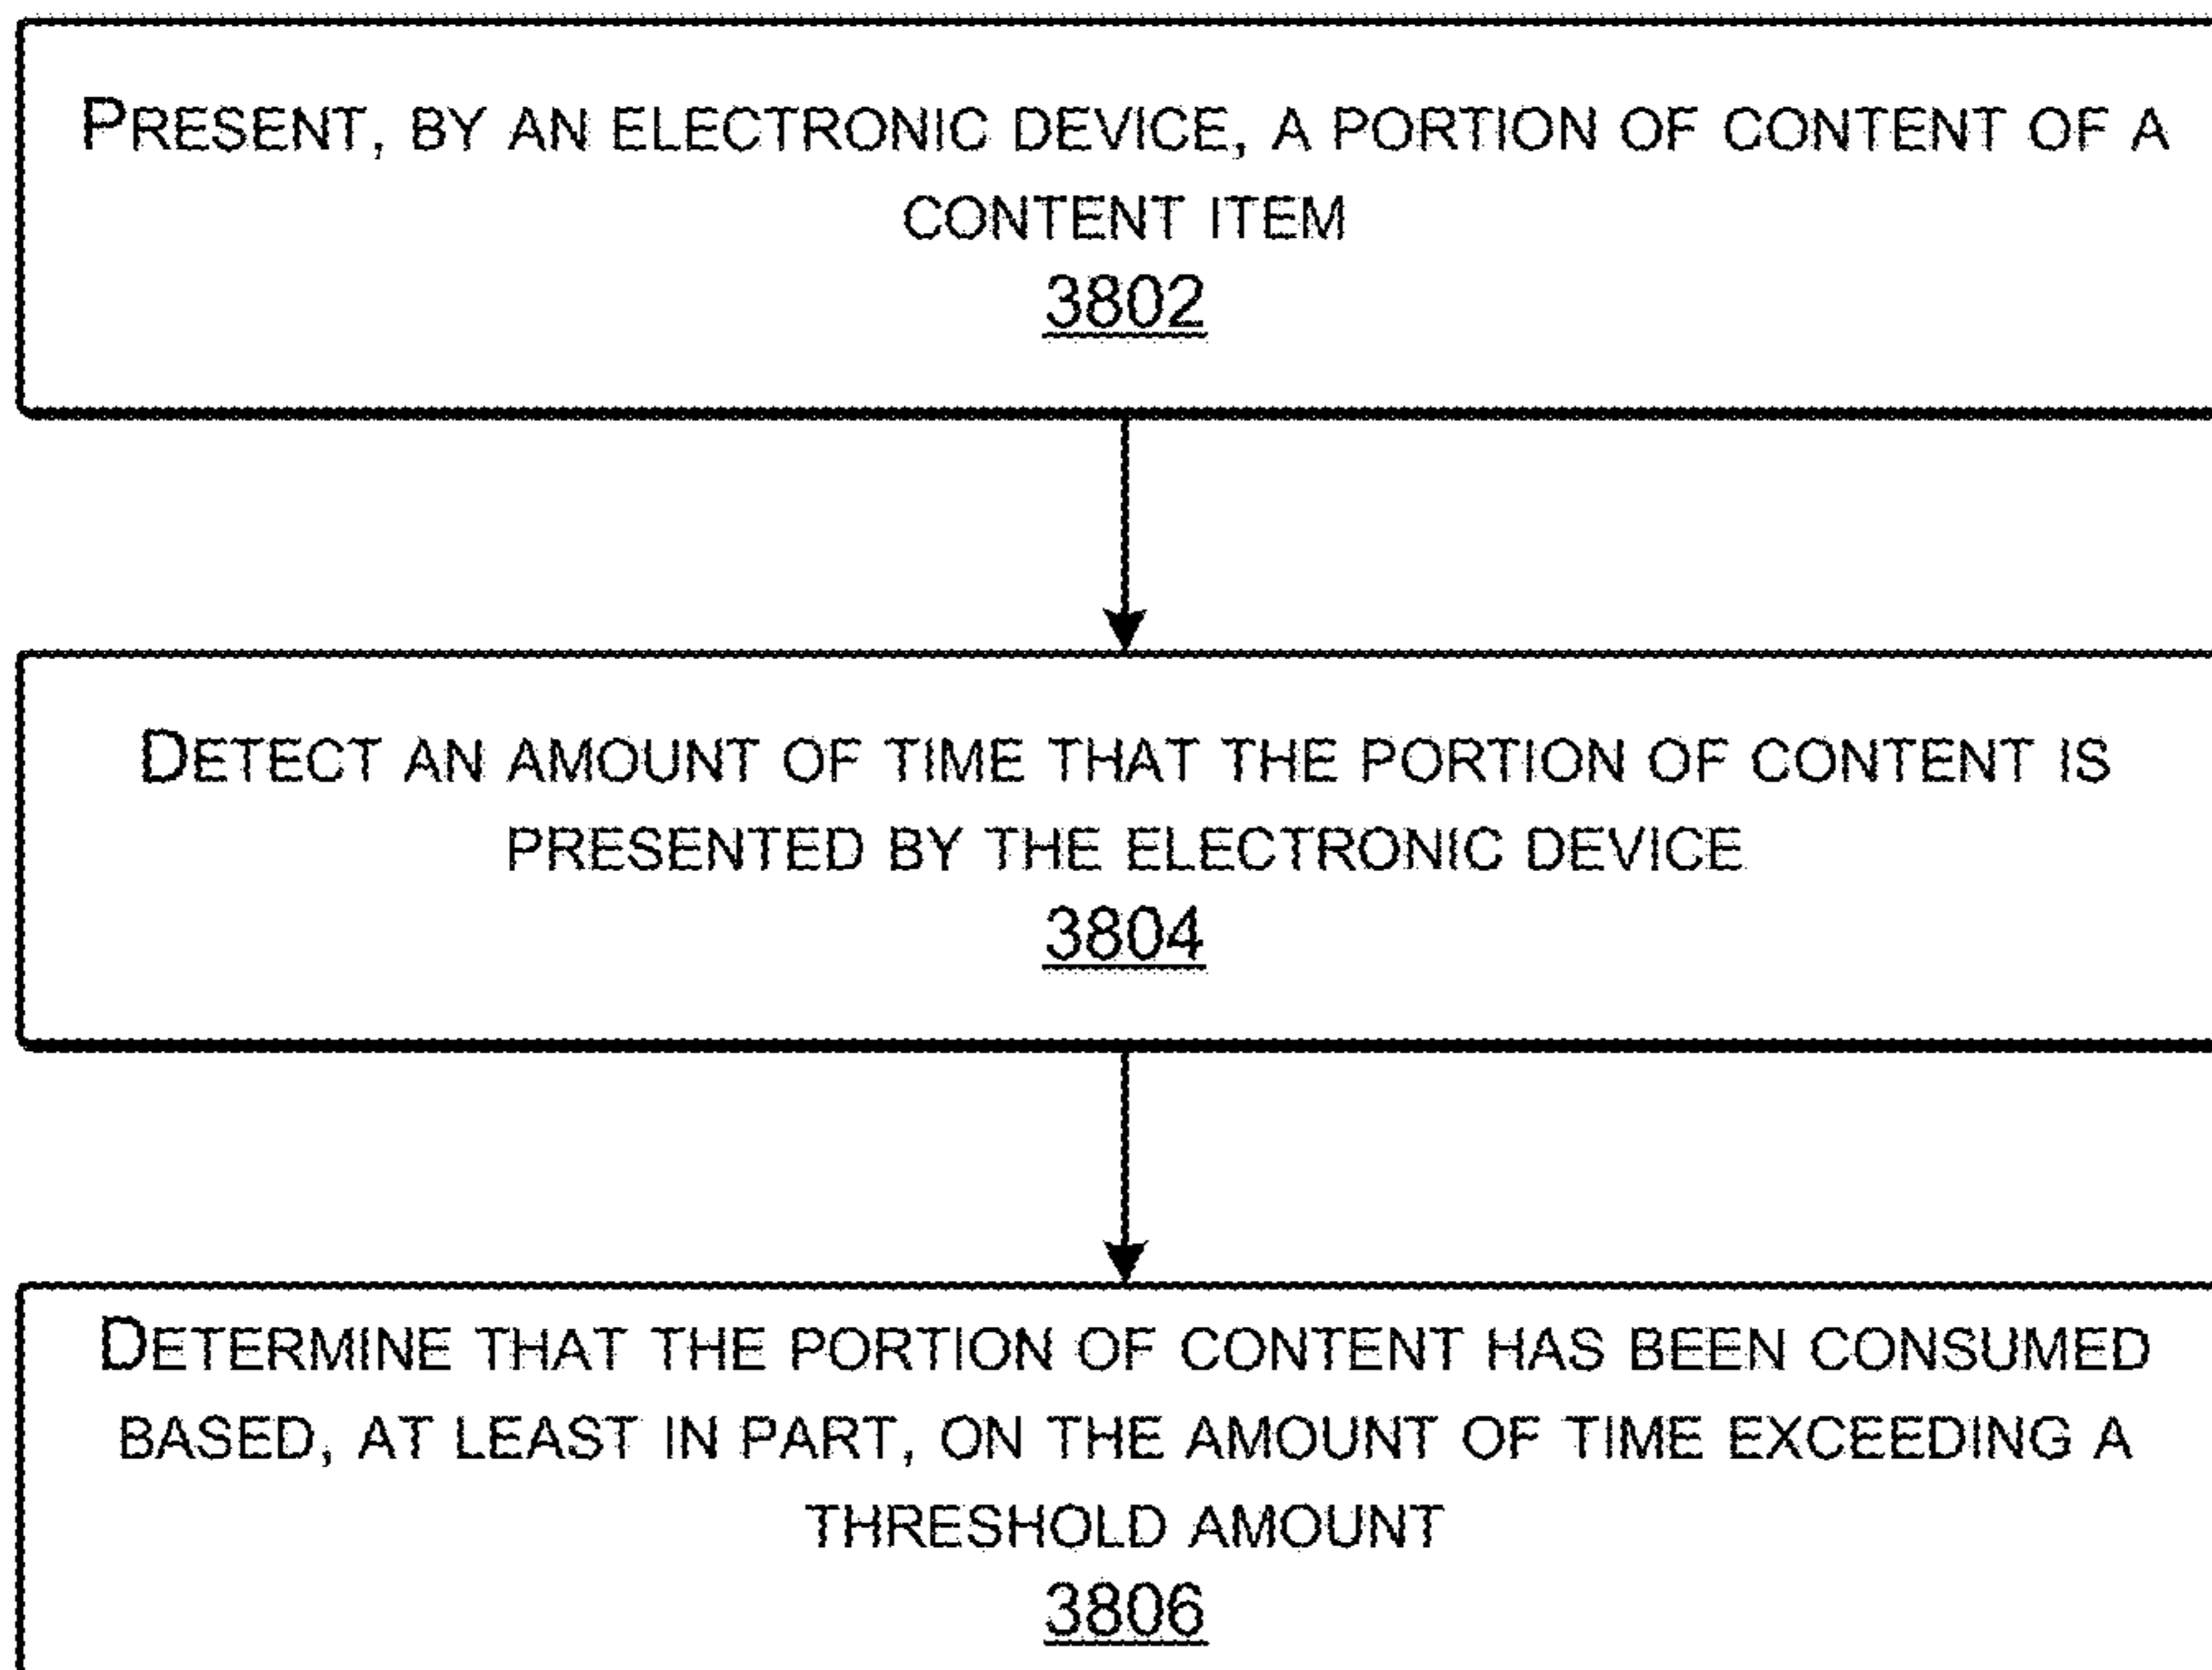 PRESENT, BY AN ELECTRONIC DEVICE, A PORTION OF CONTENT OF A
CONTENT ITEM
3802
DETECT AN AMOUNT OF TIME THAT THE PORTION OF CONTENT IS
PRESENTED BY THE ELECTRONIC DEVICE
3804
DETERMINE THAT THE PORTION OF CONTENT HAS BEEN CONSUMED
BASED, AT LEAST IN PART, ON THE AMOUNT OF TIME EXCEEDING A
THRESHOLD AMOUNT
3806